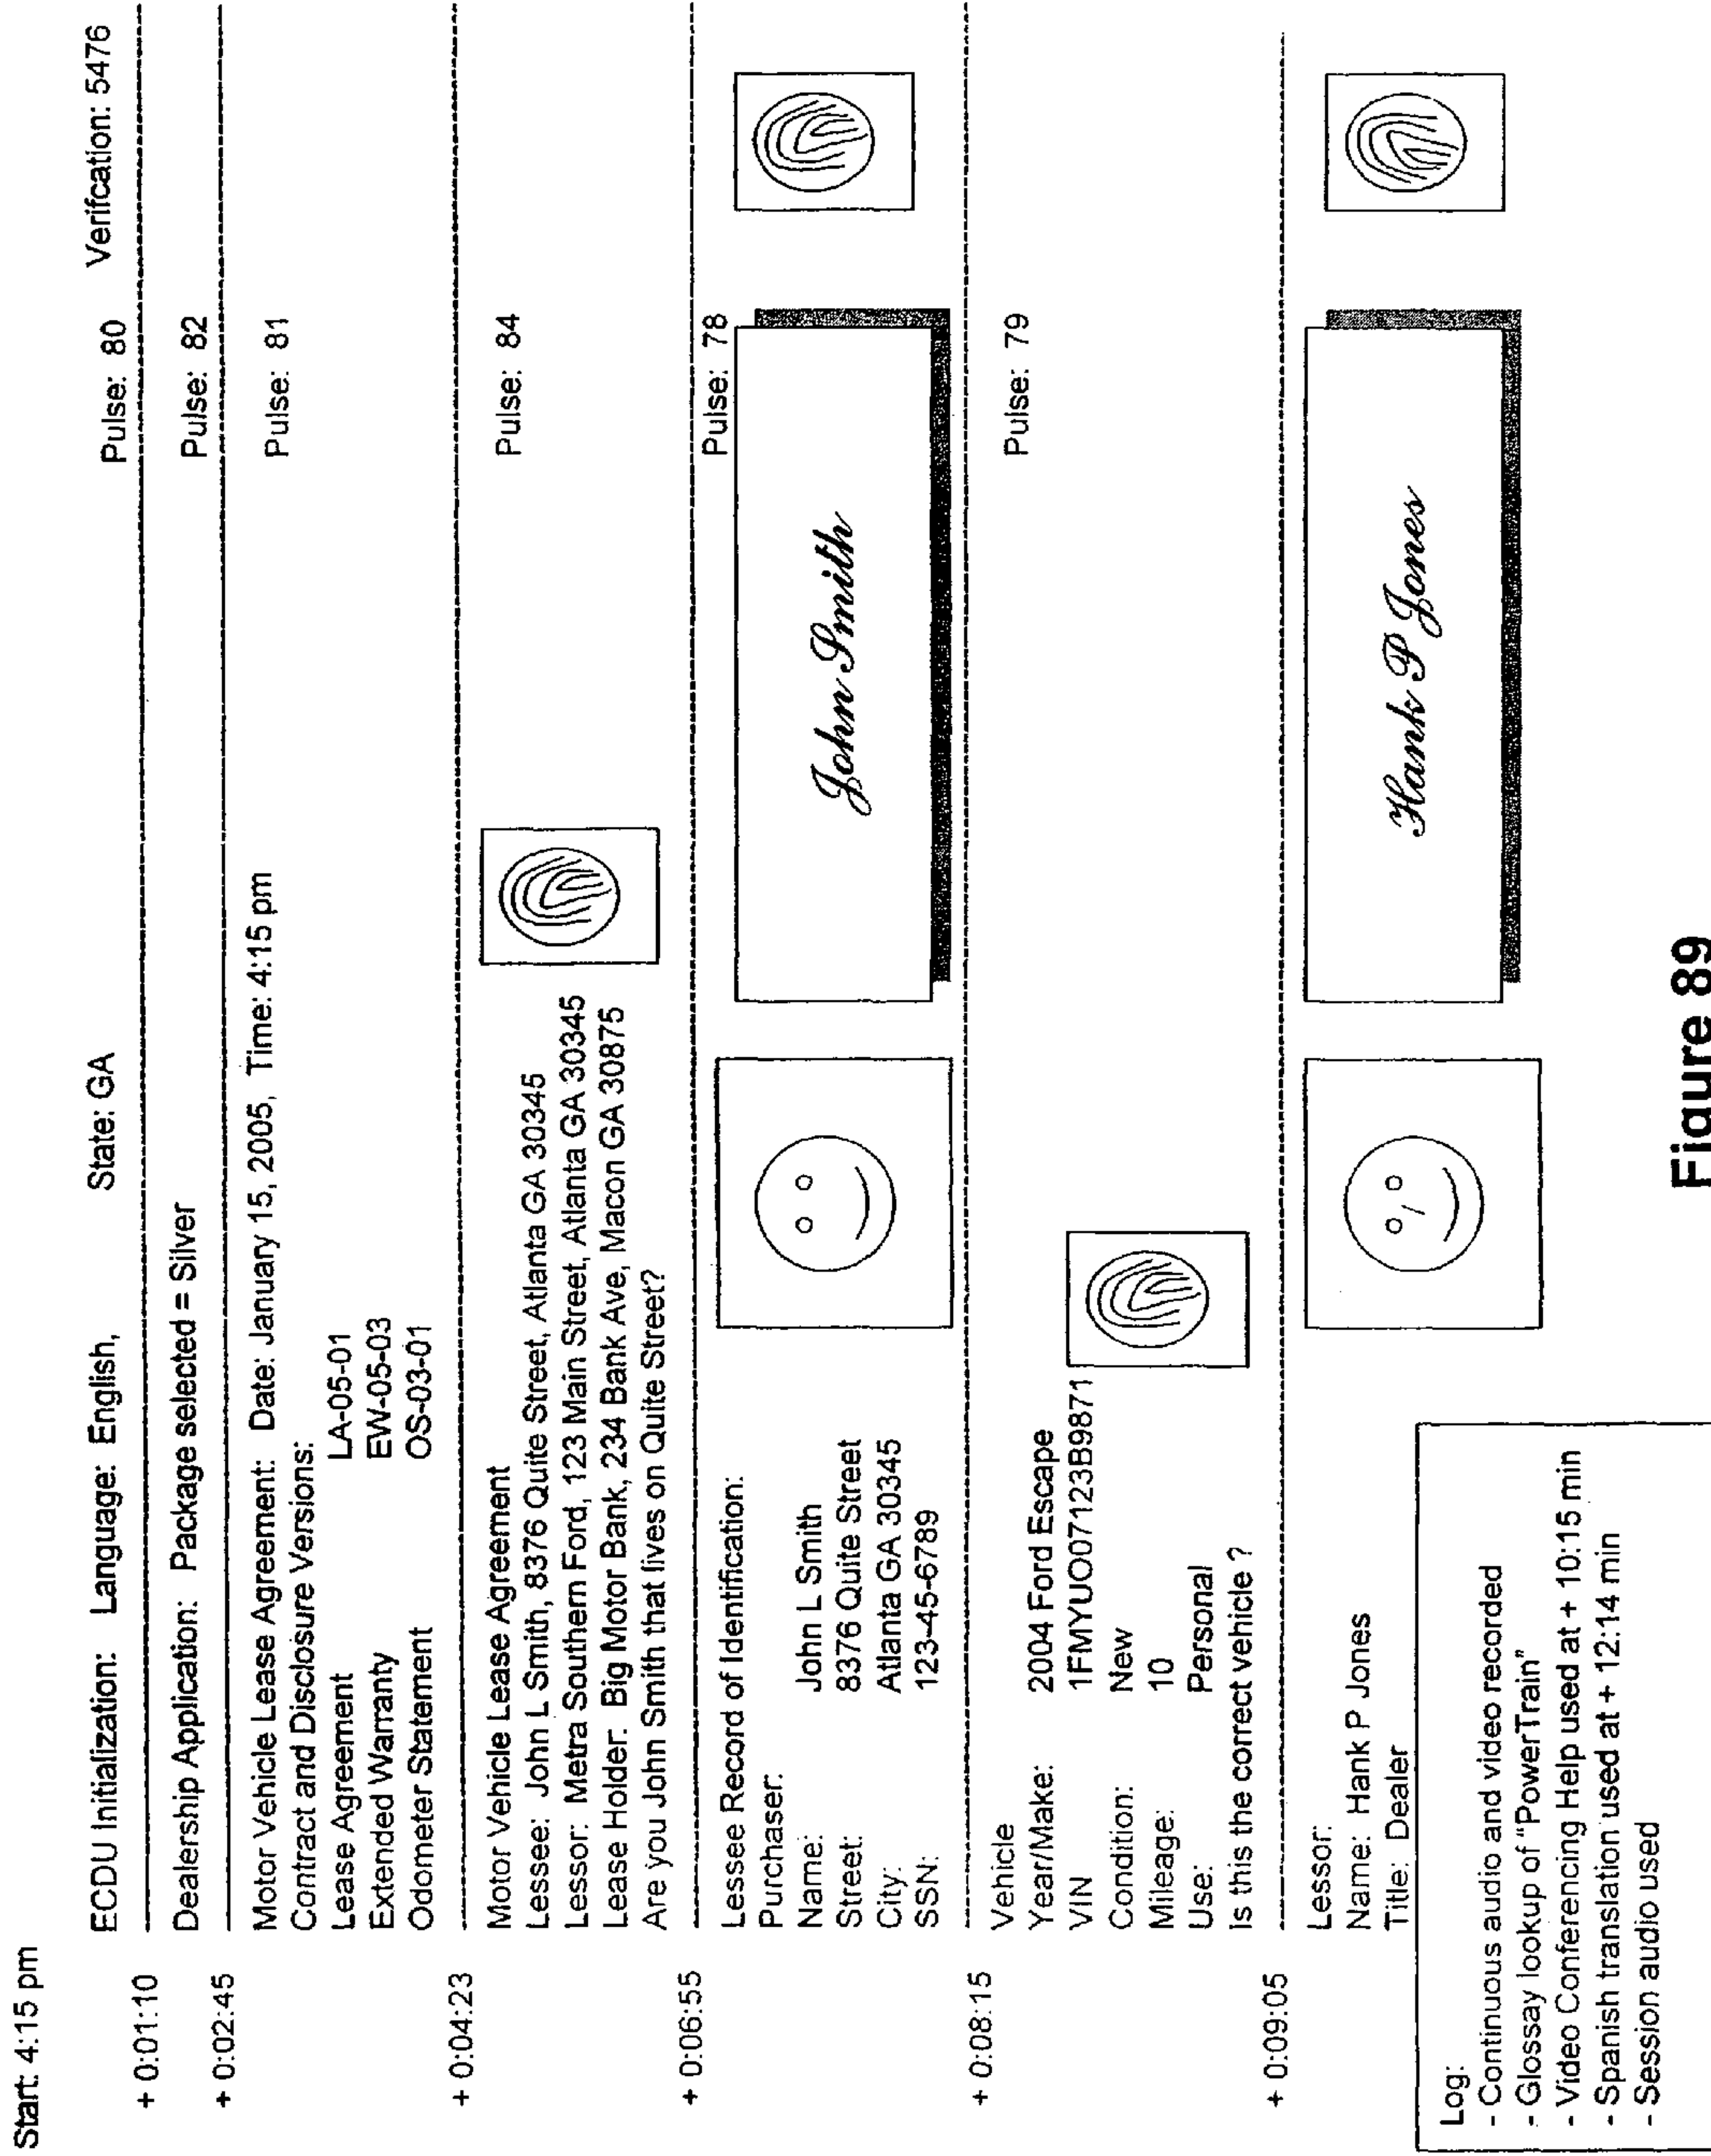 Start: 4:15 pm
ECDU Initialization: Language: English, State: GA Pulse: 80 Verifcation: 5476
+ 0:01:10
Dealership Application: Package selected = Silver Pulse: 82
+ 0:02:45
Motor Vehicle Lease Agreement: Date: January 15, 2005, Time: 4:15 pm Pulse: 81
Contract and Disclosure Versions:
Lease Agreement LA-05-01
Extended Warranty EW-05-03
Odometer Statement OS-03-01
+ 0:04:23
Motor Vehicle Lease Agreement Pulse: 84
Lessee: John L Smith, 8376 Quite Street, Atlanta GA 30345
Lessor: Metra Southern Ford, 123 Main Street, Atlanta GA 30345
Lease Holder: Big Motor Bank, 234 Bank Ave, Macon GA 30875
Are you John Smith that lives on Quite Street?
+ 0:06:55
Lessee Record of Identification: Pulse: 78
Purchaser:
Name: John L Smith
Street: 8376 Quite Street
City: Atlanta GA 30345
SSN: 123-45-6789
John Smith
+ 0:08:15
Vehicle Pulse: 79
Year/Make: 2004 Ford Escape
VIN 1FMYUO07123B9871
Condition: New
Mileage: 10
Use: Personal
Is this the correct vehicle ?
+ 0:09:05
Lessor:
Name: Hank P Jones
Title: Dealer
Hank P Jones
Log:
- Continuous audio and video recorded
- Glossay lookup of "PowerTrain"
- Video Conferencing Help used at + 10:15 min
- Spanish translation used at + 12:14 min
- Session audio used
Figure 89